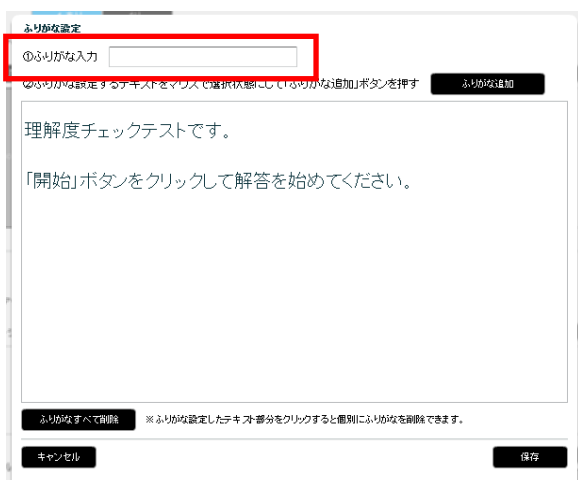 ふりがな設定
①ふりがな入力
②ふりがな設定するテキストをマウスで選択状態にして「ふりがな追加」ボタンを押す
ふりがな追加
理解度チェックテストです。
「開始」ボタンをクリックして解答を始めてください。
ふりがなすべて削除
※ふりがな設定したテキスト部分をクリックすると個別にふりがなを削除できます。
キャンセル
保存